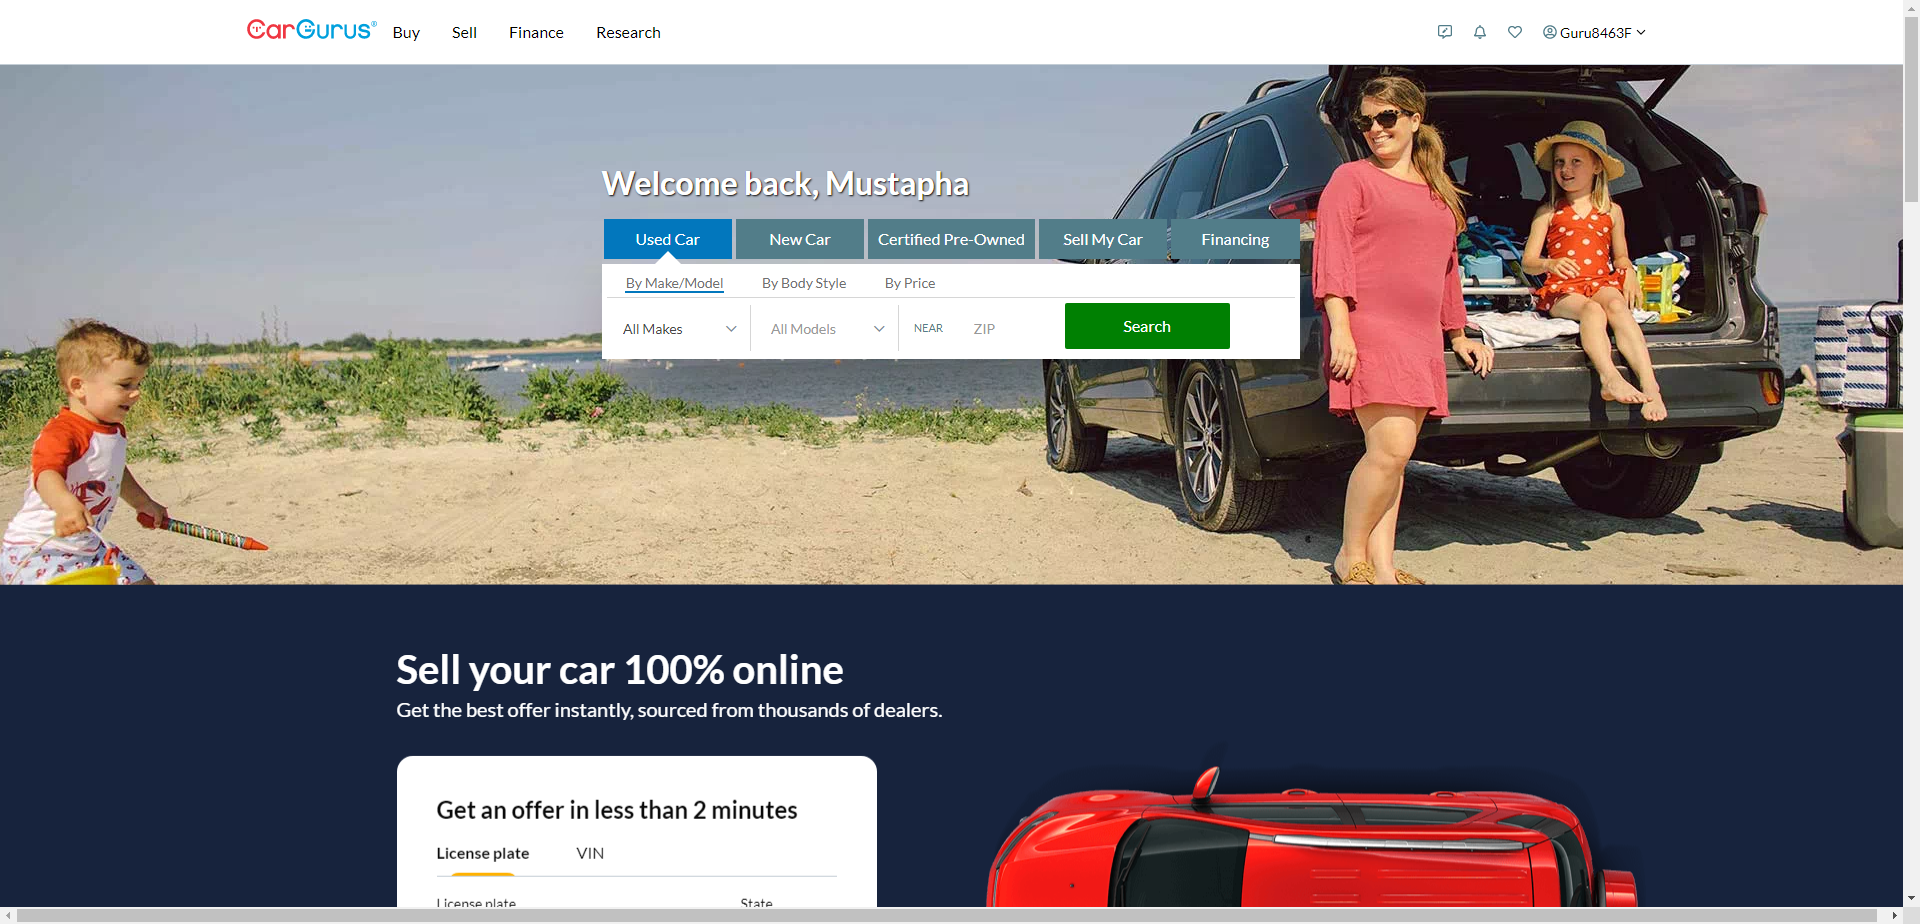 CarGurus®
Buy
Sell
Finance
Research
Guru8463F
Welcome back, Mustapha
Used Car
New Car
Certified Pre-Owned
Sell My Car
Financing
By Make/Model
By Body Style
By Price
All Makes
All Models
NEAR
ZIP
Search
Sell your car 100% online
Get the best offer instantly, sourced from thousands of dealers.
Get an offer in less than 2 minutes
License plate
VIN
License plate
State